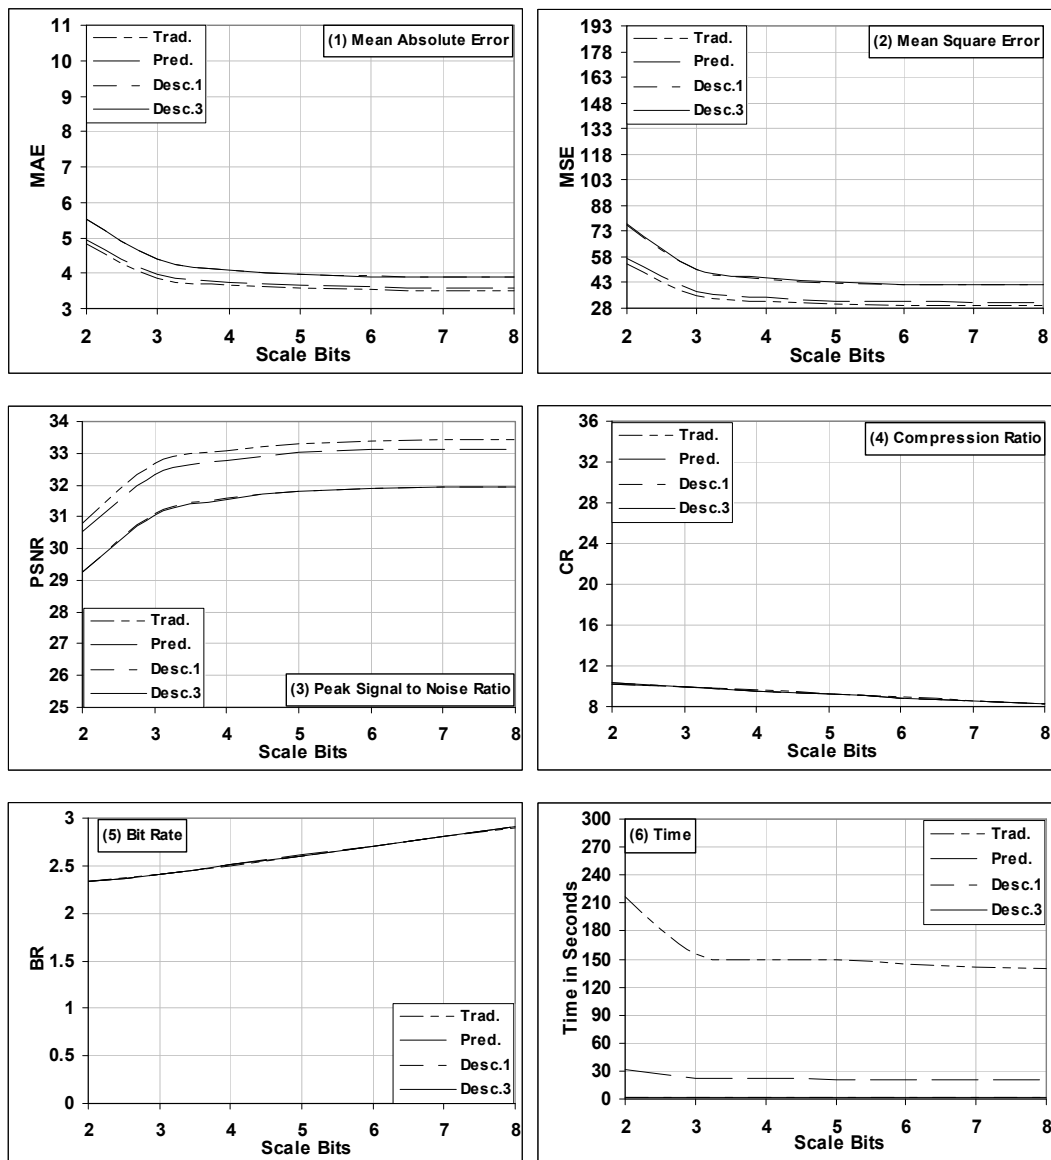 (1) Mean Absolute Error
Trad.
Pred.
Desc.1
Desc.3
MAE
11
10
9
8
7
6
5
4
3
2 3 4 5 6 7 8
Scale Bits
(2) Mean Square Error
Trad.
Pred.
Desc.1
Desc.3
MSE
193
178
163
148
133
118
103
88
73
58
43
28
2 3 4 5 6 7 8
Scale Bits
(3) Peak Signal to Noise Ratio
Trad.
Pred.
Desc.1
Desc.3
PSNR
34
33
32
31
30
29
28
27
26
25
2 3 4 5 6 7 8
Scale Bits
(4) Compression Ratio
Trad.
Pred.
Desc.1
Desc.3
CR
36
32
28
24
20
16
12
8
2 3 4 5 6 7 8
Scale Bits
(5) Bit Rate
Trad.
Pred.
Desc.1
Desc.3
BR
3
2.5
2
1.5
1
0.5
0
2 3 4 5 6 7 8
Scale Bits
(6) Time
Trad.
Pred.
Desc.1
Desc.3
Time in Seconds
300
270
240
210
180
150
120
90
60
30
0
2 3 4 5 6 7 8
Scale Bits